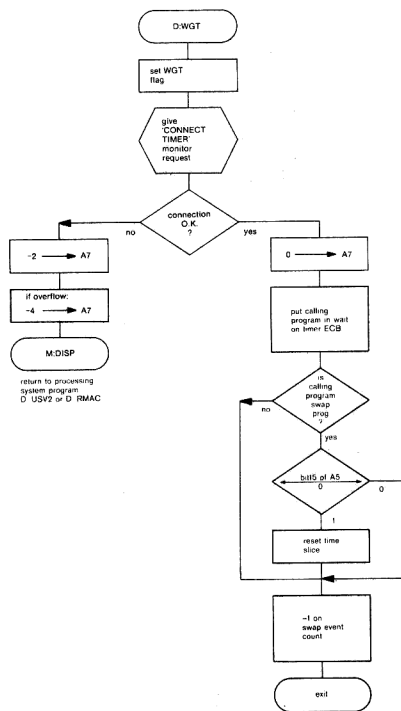 D:WGT
set WGT
flag
give
'CONNECT
TIMER'
monitor
request
connection
O.K.
?
no
yes
-2 A7
0 A7
if overflow:
-4 A7
put calling
program in wait
on timer ECB
M:DISP
return to processing
system program
D USV2 or D RMAC
is
calling
program
swap
prog
?
no
yes
bit15 of A5
0
0
1
reset time
slice
-1 on
swap event
count
exit